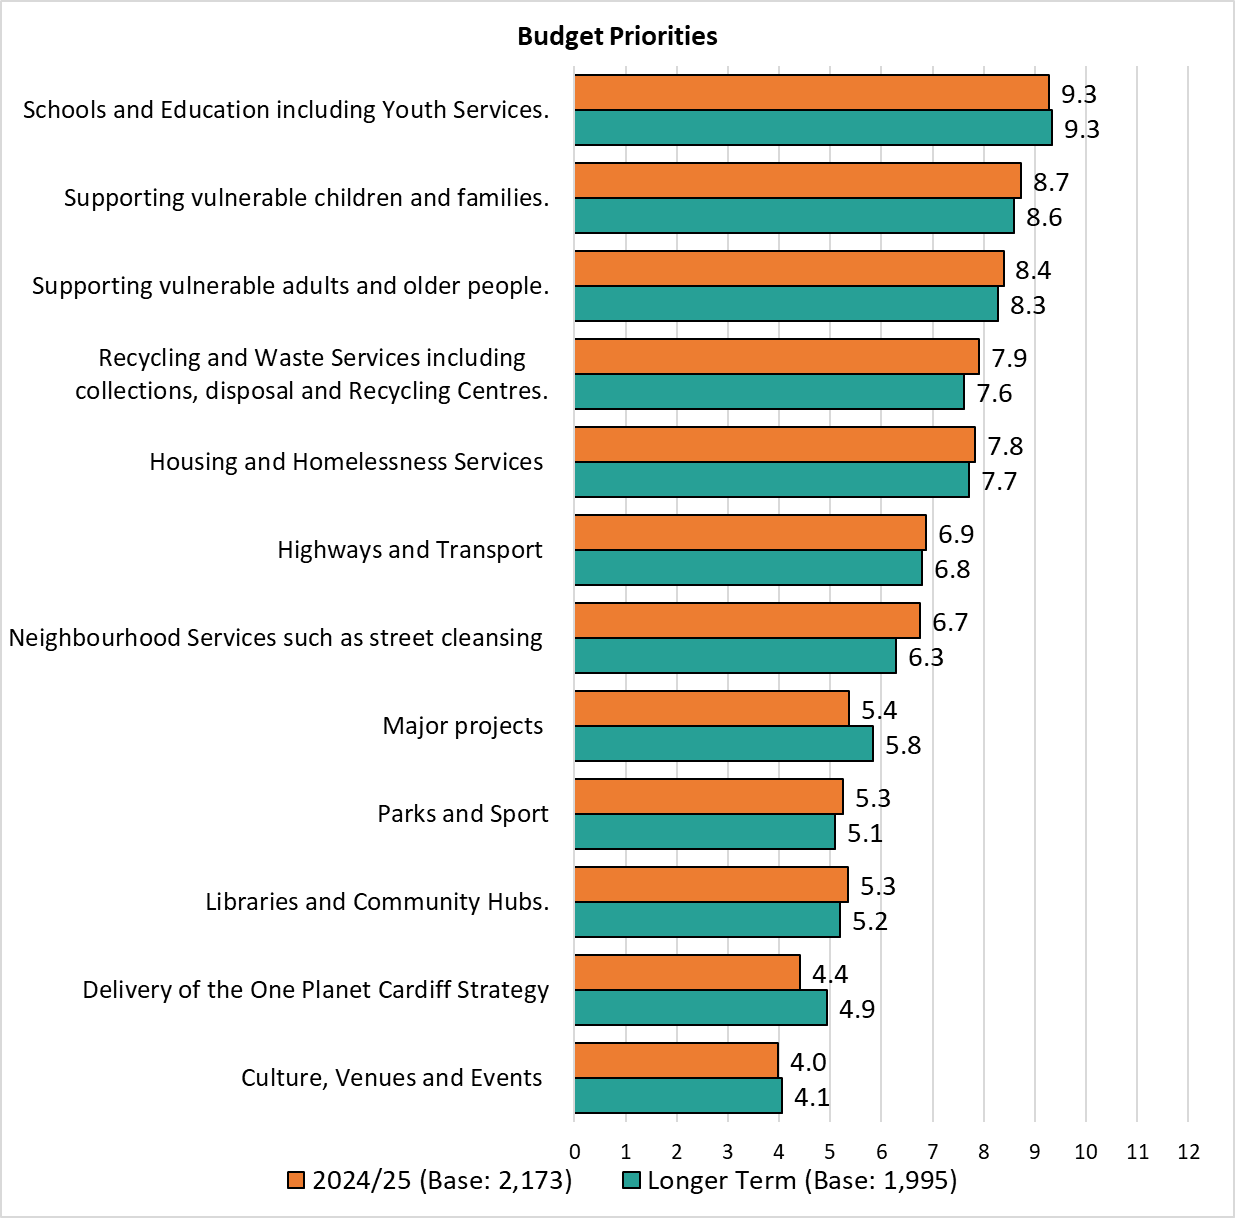 Budget Priorities
Schools and Education including Youth Services.
9.3
9.3
Supporting vulnerable children and families.
8.7
8.6
Supporting vulnerable adults and older people.
8.4
8.3
Recycling and Waste Services including
collections, disposal and Recycling Centres.
7.9
7.6
Housing and Homelessness Services
7.8
7.7
Highways and Transport
6.9
6.8
Neighbourhood Services such as street cleansing
6.7
6.3
Major projects
5.4
5.8
Parks and Sport
5.3
5.1
Libraries and Community Hubs.
5.3
5.2
Delivery of the One Planet Cardiff Strategy
4.4
4.9
Culture, Venues and Events
4.0
4.1
0 1 2 3 4 5 6 7 8 9 10 11 12
2024/25 (Base: 2,173) Longer Term (Base: 1,995)